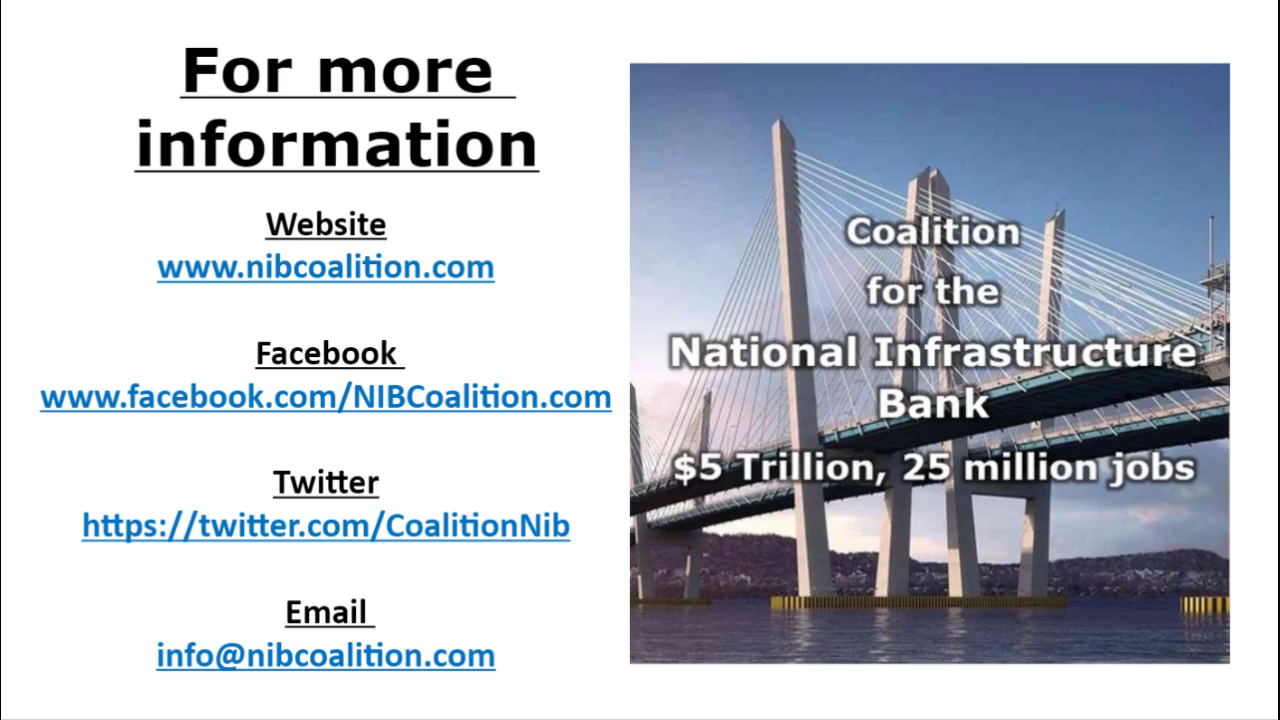 For more
information
Website
www.nibcoalition.com
Facebook
www.facebook.com/NIBCoalition.com
Twitter
https://twitter.com/CoalitionNib
Email
info@nibcoalition.com
Coalition
for the
National Infrastructure
Bank
$5 Trillion, 25 million jobs